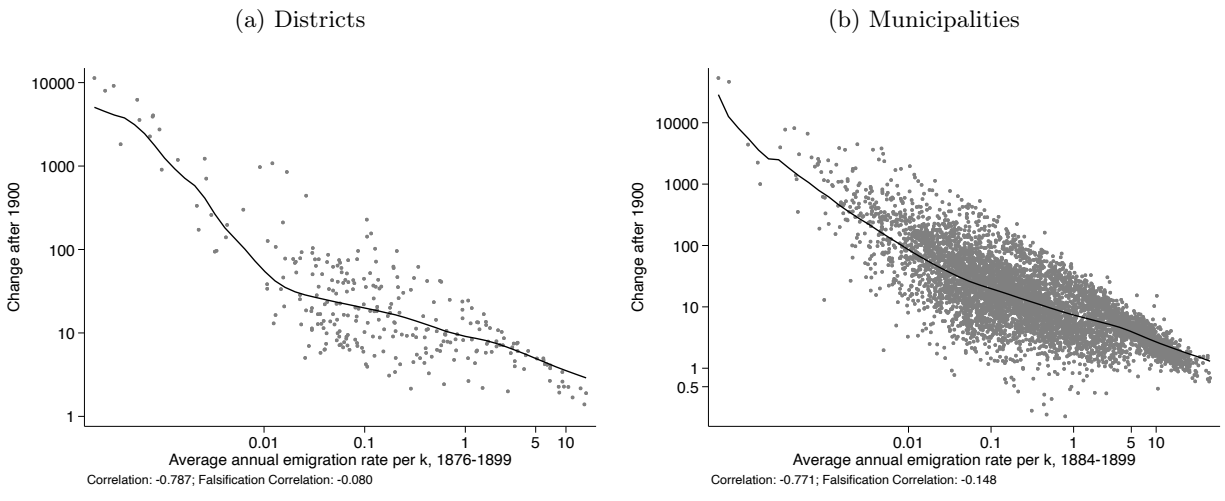 (a) Districts
10000
1000
100
10
1
Change after 1900
0.01 0.1 1 5 10
Average annual emigration rate per k, 1876-1899
Correlation: -0.787; Falsification Correlation: -0.080
(b) Municipalities
10000
1000
100
10
1
0.5
Change after 1900
0.01 0.1 1 5 10
Average annual emigration rate per k, 1884-1899
Correlation: -0.771; Falsification Correlation: -0.148